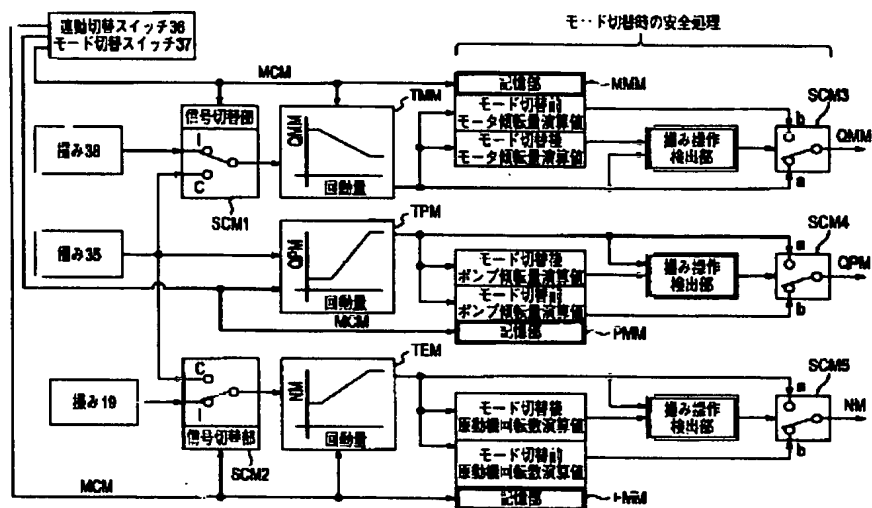 連動切替スイッチ36
モード切替スイッチ37
モード切替時の安全処理
MCM
TMM
記憶部
MMM
SCM3
信号切替部
I
C
QMM
回動量
モード切替前
モータ傾転量演算値
モード切替後
モータ傾転量演算値
摘み操作
検出部
b
a
QMM
摘み38
SCM1
摘み35
TPM
QPM
回動量
MCM
モード切替後
ポンプ傾転量演算値
モード切替前
ポンプ傾転量演算値
記憶部
PMM
摘み操作
検出部
SCM4
a
b
QPM
摘み19
C
I
信号切替部
SCM2
TEM
NM
回動量
モード切替後
原動機回転数演算値
モード切替前
原動機回転数演算値
記憶部
摘み操作
検出部
SCM5
a
b
NM
MCM